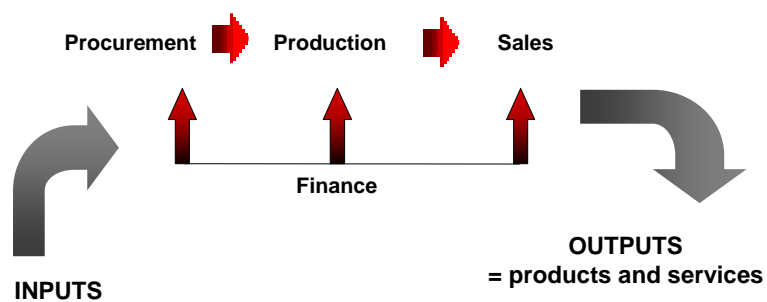 Procurement
Production
Sales
Finance
INPUTS
OUTPUTS
= products and services